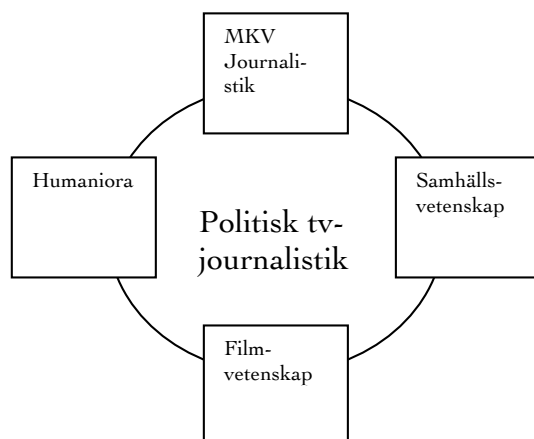 MKV
Journali-
stik
Humaniora
Samhälls-
vetenskap
Politisk tv-
journalistik
Film-
vetenskap